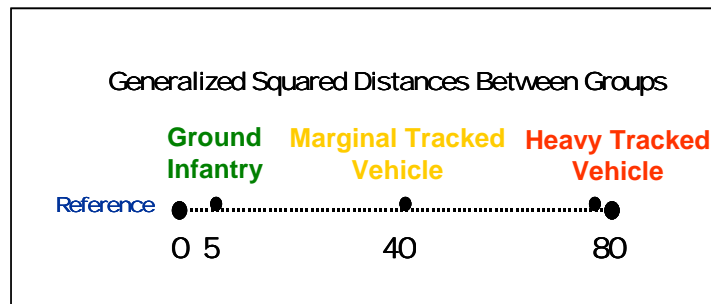 Generalized Squared Distances Between Groups
Ground Infantry
Marginal Tracked Vehicle
Heavy Tracked Vehicle
Reference
0 5 40 80